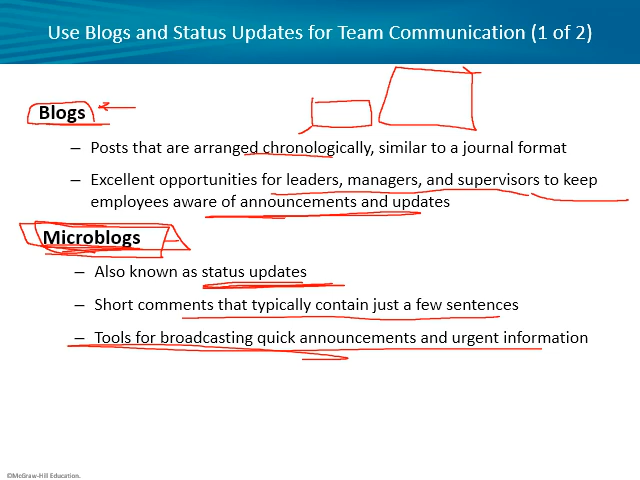 Use Blogs and Status Updates for Team Communication (1 of 2)
Blogs
– Posts that are arranged chronologically, similar to a journal format
– Excellent opportunities for leaders, managers, and supervisors to keep
employees aware of announcements and updates
Microblogs
– Also known as status updates
– Short comments that typically contain just a few sentences
– Tools for broadcasting quick announcements and urgent information
©McGraw-Hill Education.